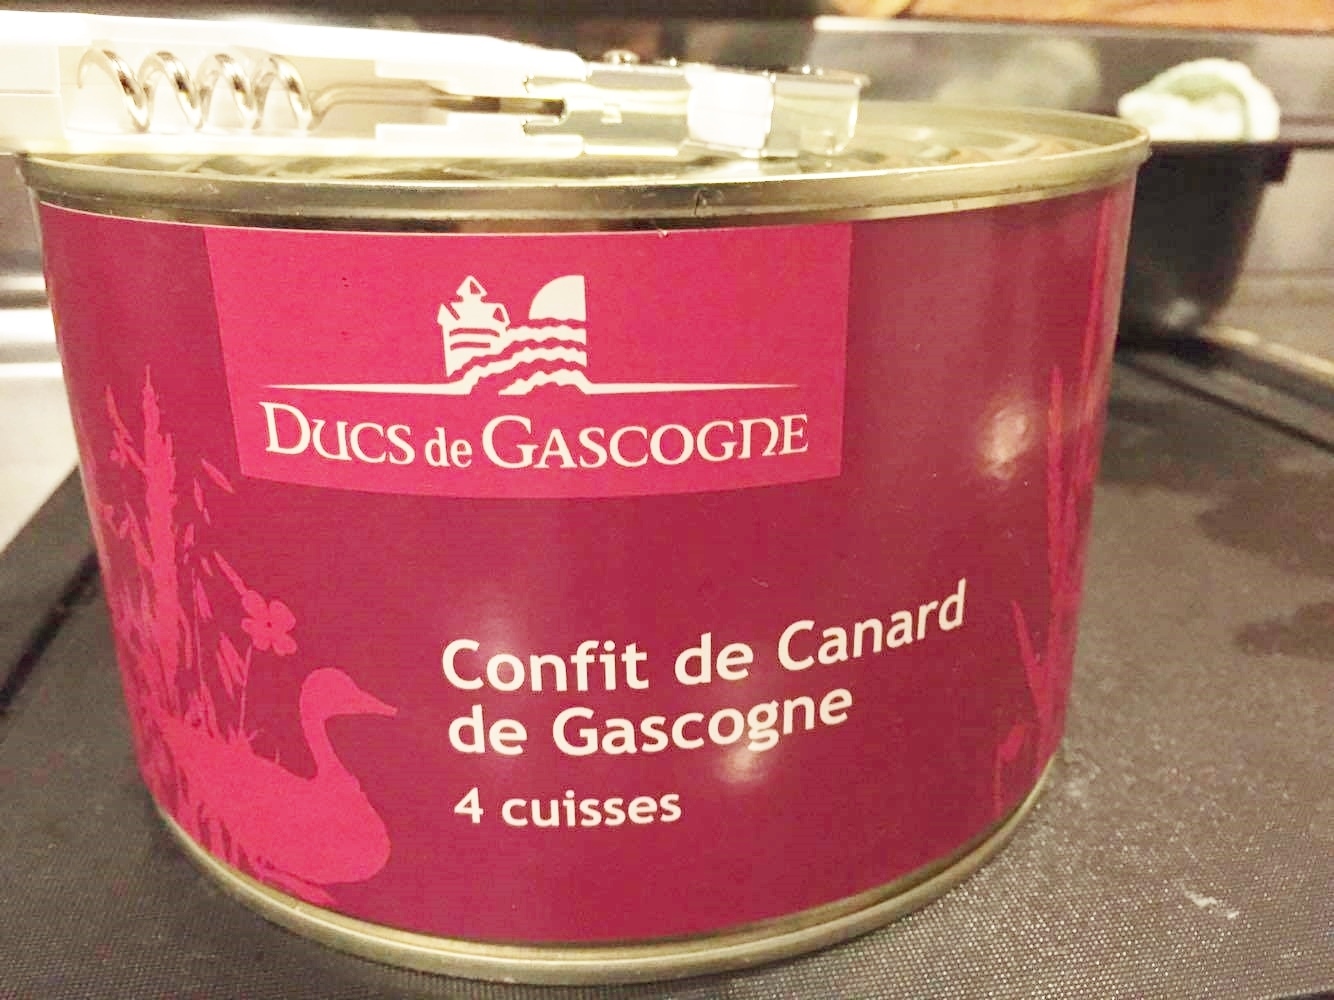 DUCS de GASCOGNE
Confit de Canard
de Gascogne
4 cuisses